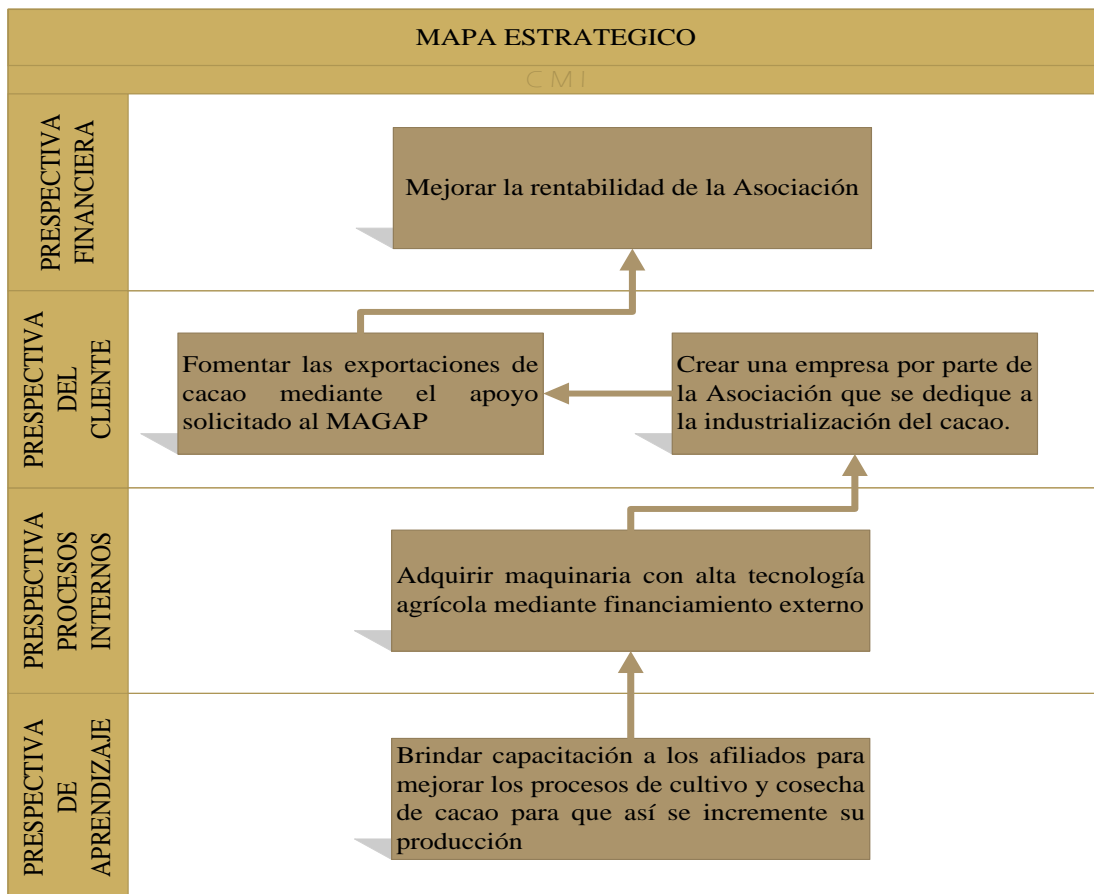 MAPA ESTRATEGICO
C M I
PRESPECTIVA
FINANCIERA
Mejorar la rentabilidad de la Asociación
PRESPECTIVA
DEL
CLIENTE
Fomentar las exportaciones de
cacao mediante el apoyo
solicitado al MAGAP
Crear una empresa por parte de
la Asociación que se dedique a
la industrialización del cacao.
PRESPECTIVA
PROCESOS
INTERNOS
Adquirir maquinaria con alta tecnología
agrícola mediante financiamiento externo
PRESPECTIVA
DE
APRENDIZAJE
Brindar capacitación a los afiliados para
mejorar los procesos de cultivo y cosecha
de cacao para que así se incremente su
producción